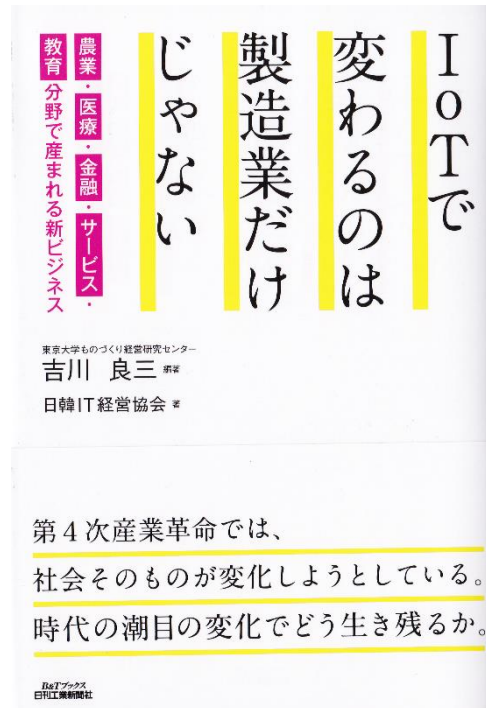 IoTで
変わるのは
製造業だけ
じゃない
農業・医療・金融・サービス・
教育分野で産まれる新ビジネス
東京大学ものづくり経営研究センター
吉川 良三 編著
日韓IT経営協会 著
第4次産業革命では、
社会そのものが変化しようとしている。
時代の潮目の変化でどう生き残るか。
B&Tブックス
日刊工業新聞社